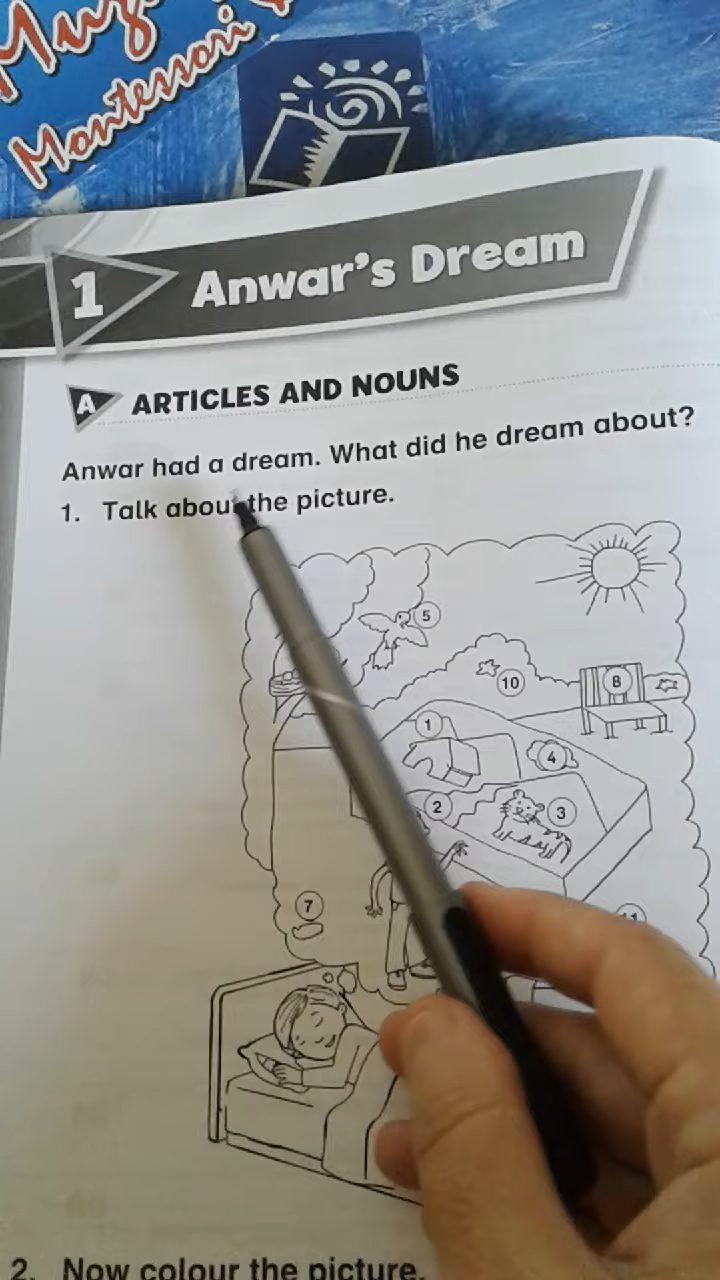 Montessori
1 Anwar's Dream
A ARTICLES AND NOUNS
Anwar had a dream. What did he dream about?
1. Talk about the picture.
5
10
8
1
4
2
3
7
2. Now colour the picture.